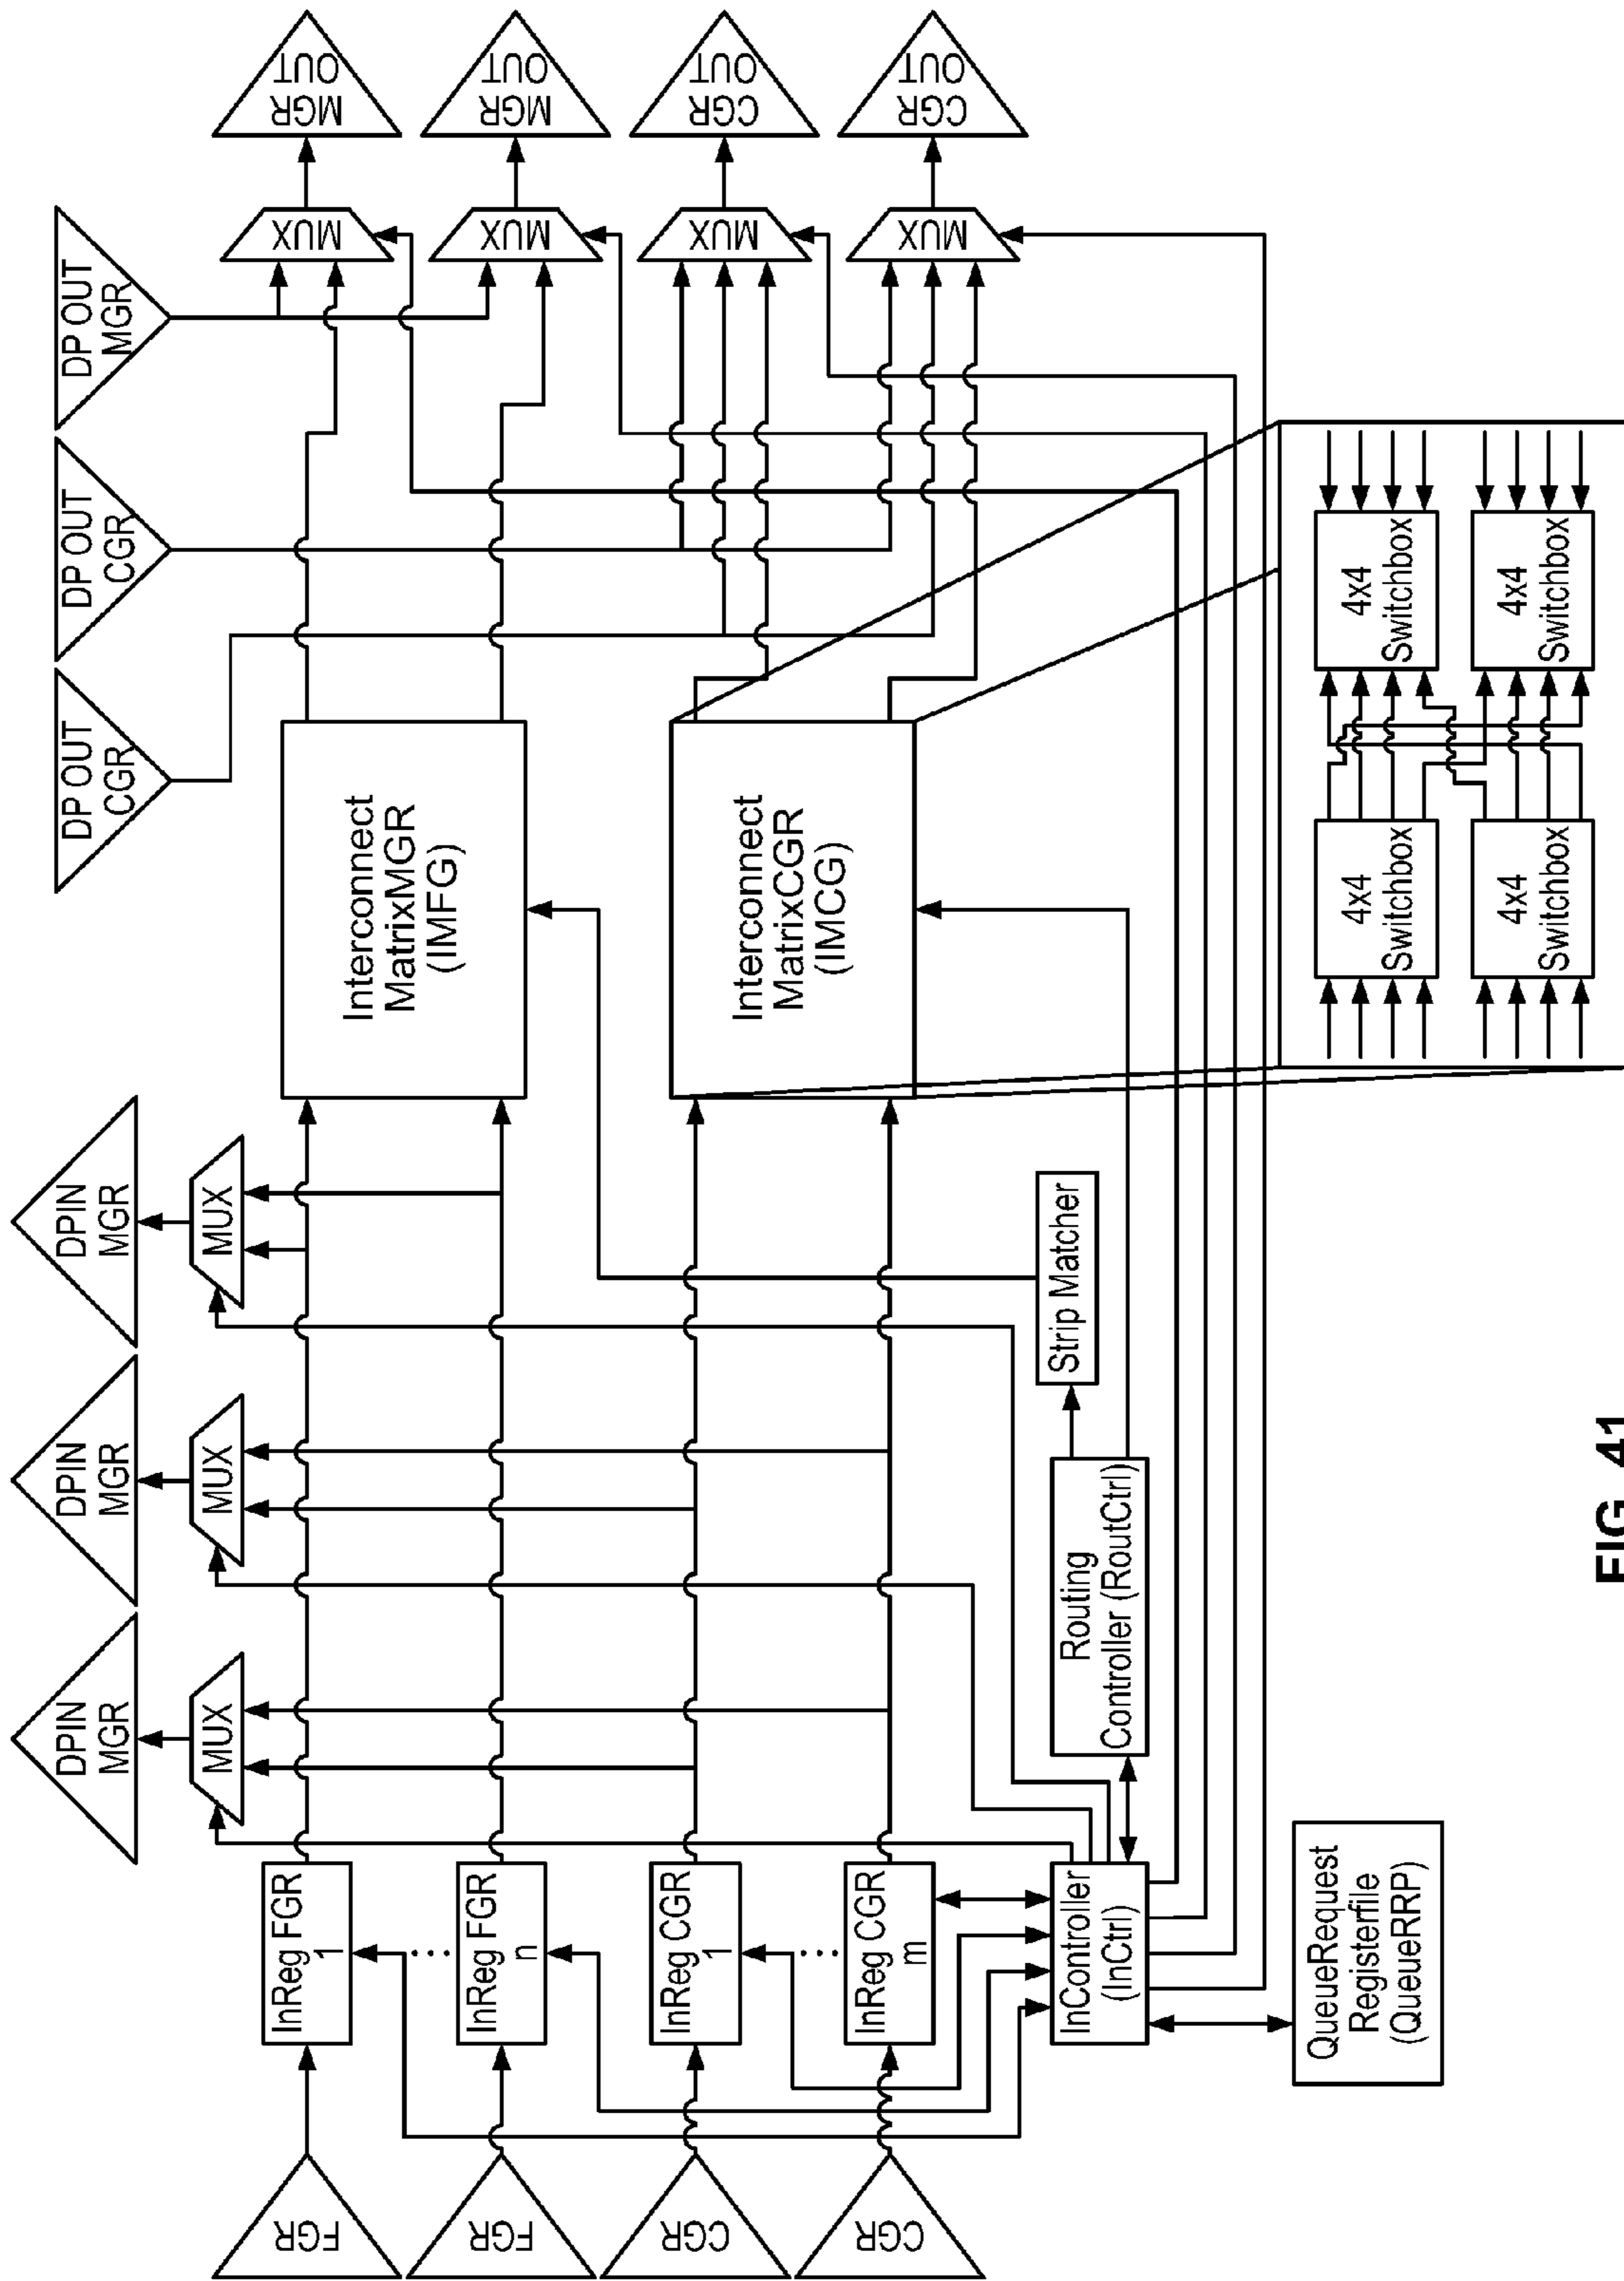 DPIN
MGR
DPIN
MGR
DPIN
MGR
DP OUT
CGR
DP OUT
CGR
DP OUT
MGR
MUX
MUX
MUX
FGR
InReg FGR
1
Interconnect
MatrixMGR
(IMFG)
MUX
MGR
OUT
FGR
InReg FGR
n
MUX
MGR
OUT
CGR
InReg CGR
1
Interconnect
MatrixCGR
(IMCG)
MUX
CGR
OUT
CGR
InReg CGR
m
MUX
CGR
OUT
InController
(InCtrl)
Routing
Controller (RoutCtrl)
Strip Matcher
QueueRequest
Registerfile
(QueueRRP)
4x4
Switchbox
4x4
Switchbox
4x4
Switchbox
4x4
Switchbox
FIG. 41